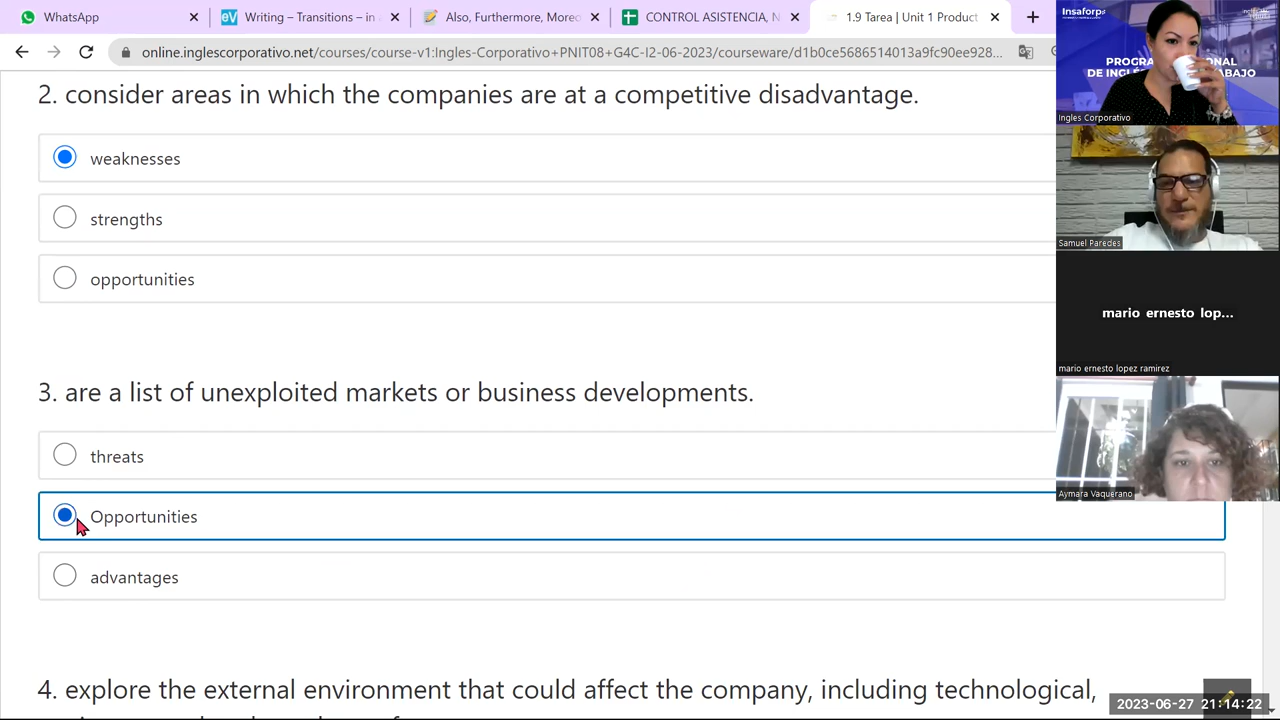 WhatsApp
Writing – Transitions
Also, Furthermore
CONTROL ASISTENCIA, N
1.9 Tarea | Unit 1 Product
online.inglescorporativo.net/courses/course-v1:Ingles-Corporativo+PNIT08+G4C-I2-06-2023/courseware/d1b0ce5686514013a9fc90ee928...
2. consider areas in which the companies are at a competitive disadvantage.
weaknesses
strengths
opportunities
3. are a list of unexploited markets or business developments.
threats
Opportunities
advantages
4. explore the external environment that could affect the company, including technological,
Insaforp
Ingles Corporativo
Samuel Paredes
mario ernesto lop...
mario ernesto lopez ramirez
Aymara Vaquerano
2023-06-27 21:14:22